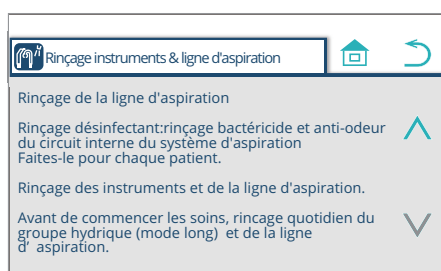 Rinçage instruments & ligne d'aspiration
Rinçage de la ligne d'aspiration
Rinçage désinfectant:rinçage bactéricide et anti-odeur
du circuit interne du système d'aspiration
Faites-le pour chaque patient.
Rinçage des instruments et de la ligne d'aspiration.
Avant de commencer les soins, rincage quotidien du
groupe hydrique (mode long) et de la ligne
d’ aspiration.